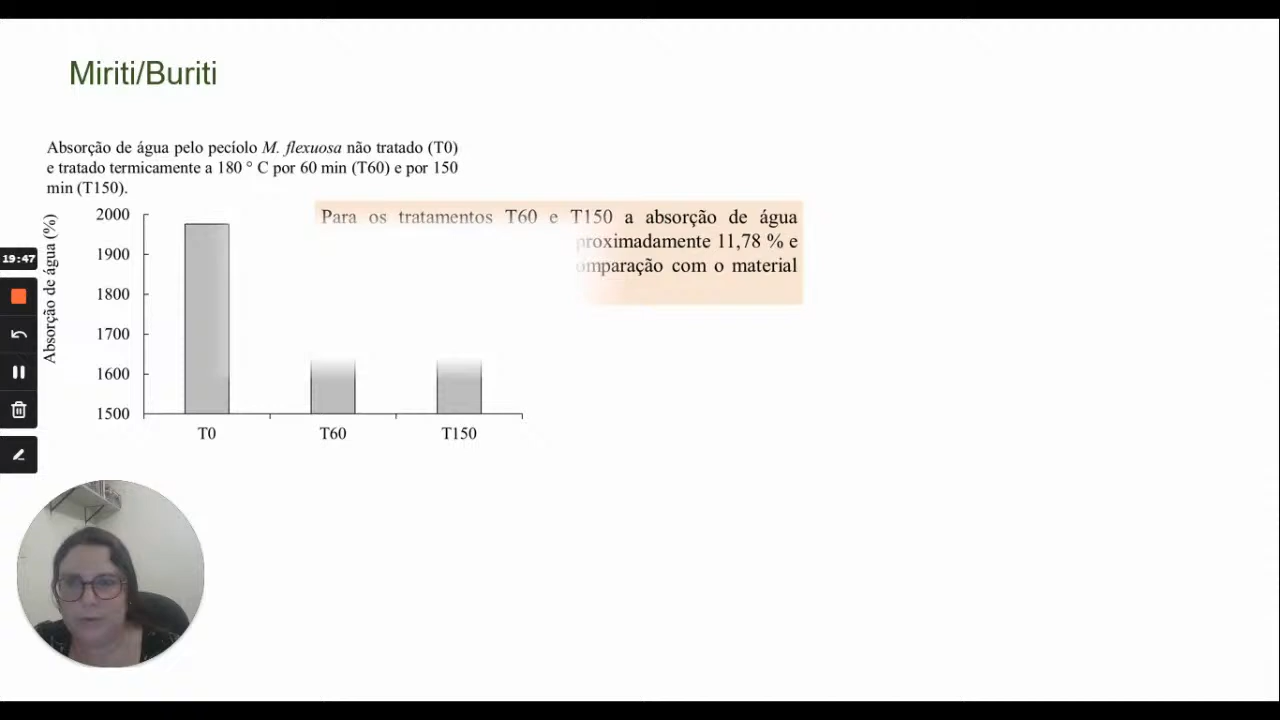 Miriti/Buriti
Absorção de água pelo pecíolo M. flexuosa não tratado (T0)
e tratado termicamente a 180 ° C por 60 min (T60) e por 150
min (T150).
Absorção de água (%)
2000
1900
1800
1700
1600
1500
T0
T60
T150
Para os tratamentos T60 e T150 a absorção de água
11,78 % e
com o material
19:47